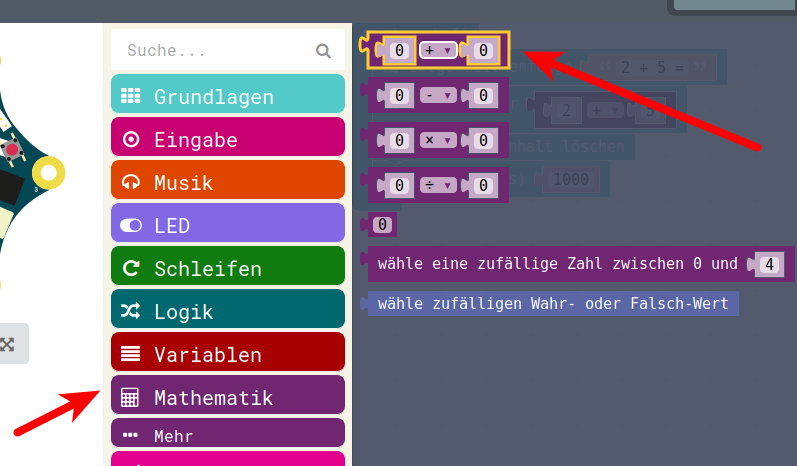 Suche...
Grundlagen
Eingabe
Musik
LED
Schleifen
Logik
Variablen
Mathematik
Mehr
0 + 0
0 - 0
0 × 0
0 ÷ 0
0
wähle eine zufällige Zahl zwischen 0 und 4
wähle zufälligen Wahr- oder Falsch-Wert
2 + 5 =
2 + 5
nhalt löschen
1000